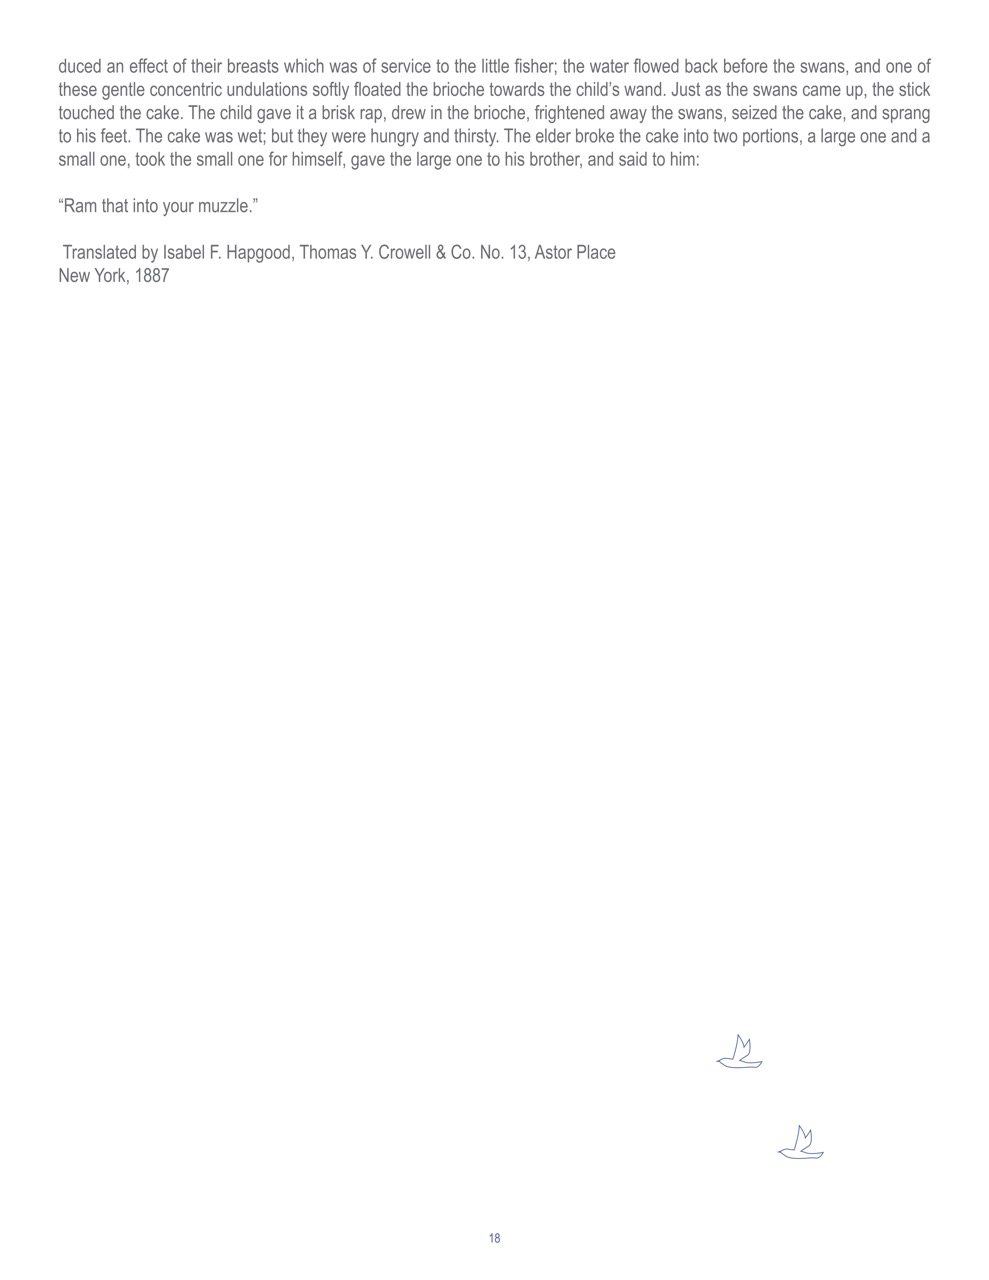 duced an effect of their breasts which was of service to the little fisher; the water flowed back before the swans, and one of
these gentle concentric undulations softly floated the brioche towards the child’s wand. Just as the swans came up, the stick
touched the cake. The child gave it a brisk rap, drew in the brioche, frightened away the swans, seized the cake, and sprang
to his feet. The cake was wet; but they were hungry and thirsty. The elder broke the cake into two portions, a large one and a
small one, took the small one for himself, gave the large one to his brother, and said to him:
“Ram that into your muzzle.”
Translated by Isabel F. Hapgood, Thomas Y. Crowell & Co. No. 13, Astor Place
New York, 1887
18